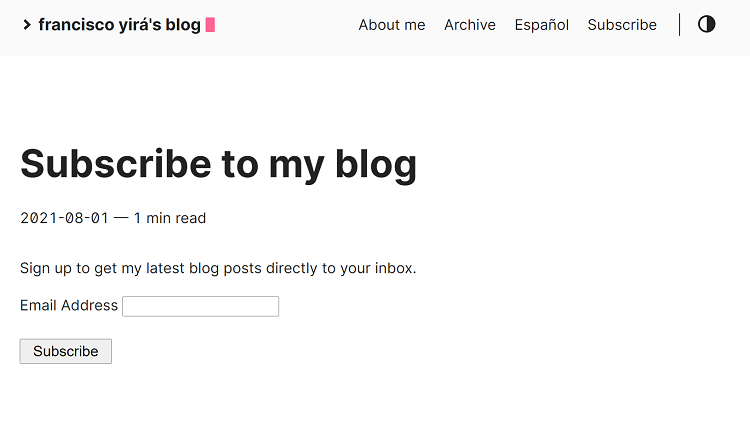 francisco yirá's blog
About me Archive Español Subscribe
Subscribe to my blog
2021-08-01 — 1 min read
Sign up to get my latest blog posts directly to your inbox.
Email Address
Subscribe